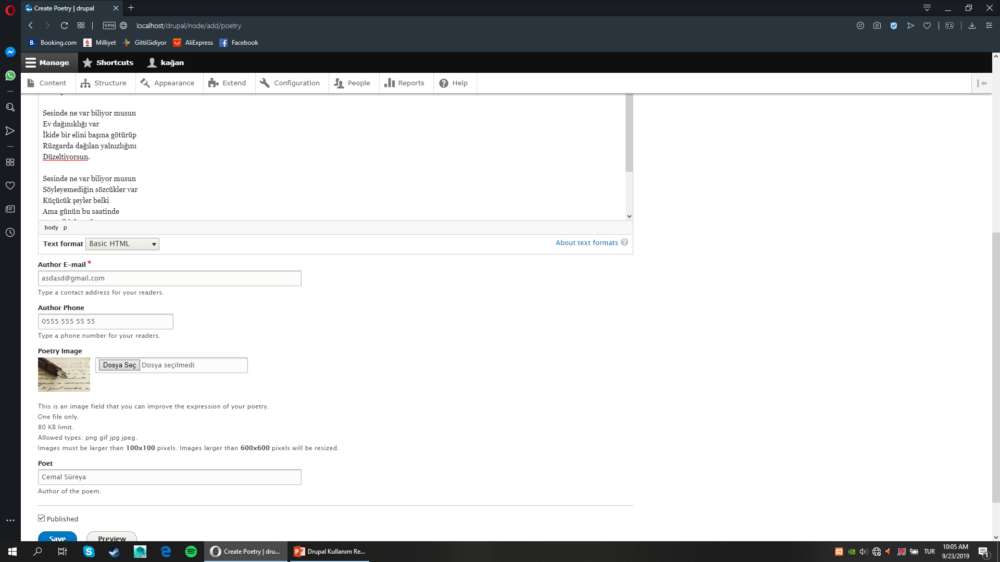 Create Poetry | drupal
VPN
localhost/drupal/node/add/poetry
B. Booking.com Milliyet GittiGidiyor AliExpress Facebook
Manage Shortcuts kağan
Content Structure Appearance Extend Configuration People Reports Help
Sesinde ne var biliyor musun
Ev dağınıklığı var
İkide bir elini başına götürüp
Rüzgarda dağılan yalnızlığını
Düzeltiyorsun.
Sesinde ne var biliyor musun
Söyleyemediğin sözcükler var
Küçücük şeyler belki
Ama günün bu saatinde
body p
Text format Basic HTML About text formats ?
Author E-mail *
asdasd@gmail.com
Type a contact address for your readers.
Author Phone
0555 555 55 55
Type a phone number for your readers.
Poetry Image
Dosya Seç Dosya seçilmedi
This is an image field that you can improve the expression of your poetry.
One file only.
80 KB limit.
Allowed types: png gif jpg jpeg.
Images must be larger than 100x100 pixels. Images larger than 600x600 pixels will be resized.
Poet
Cemal Süreya
Author of the poem.
Published
Save Preview
Create Poetry | dru... Drupal Kullanım Re... TUR 10:05 AM
9/23/2019 1